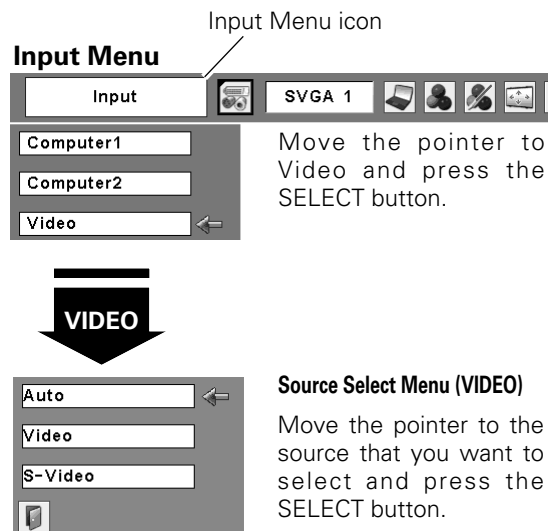 Input Menu icon
Input Menu
Input
SVGA 1
Computer1
Computer2
Video
Move the pointer to
Video and press the
SELECT button.
VIDEO
Auto
Video
S-Video
Source Select Menu (VIDEO)
Move the pointer to the
source that you want to
select and press the
SELECT button.